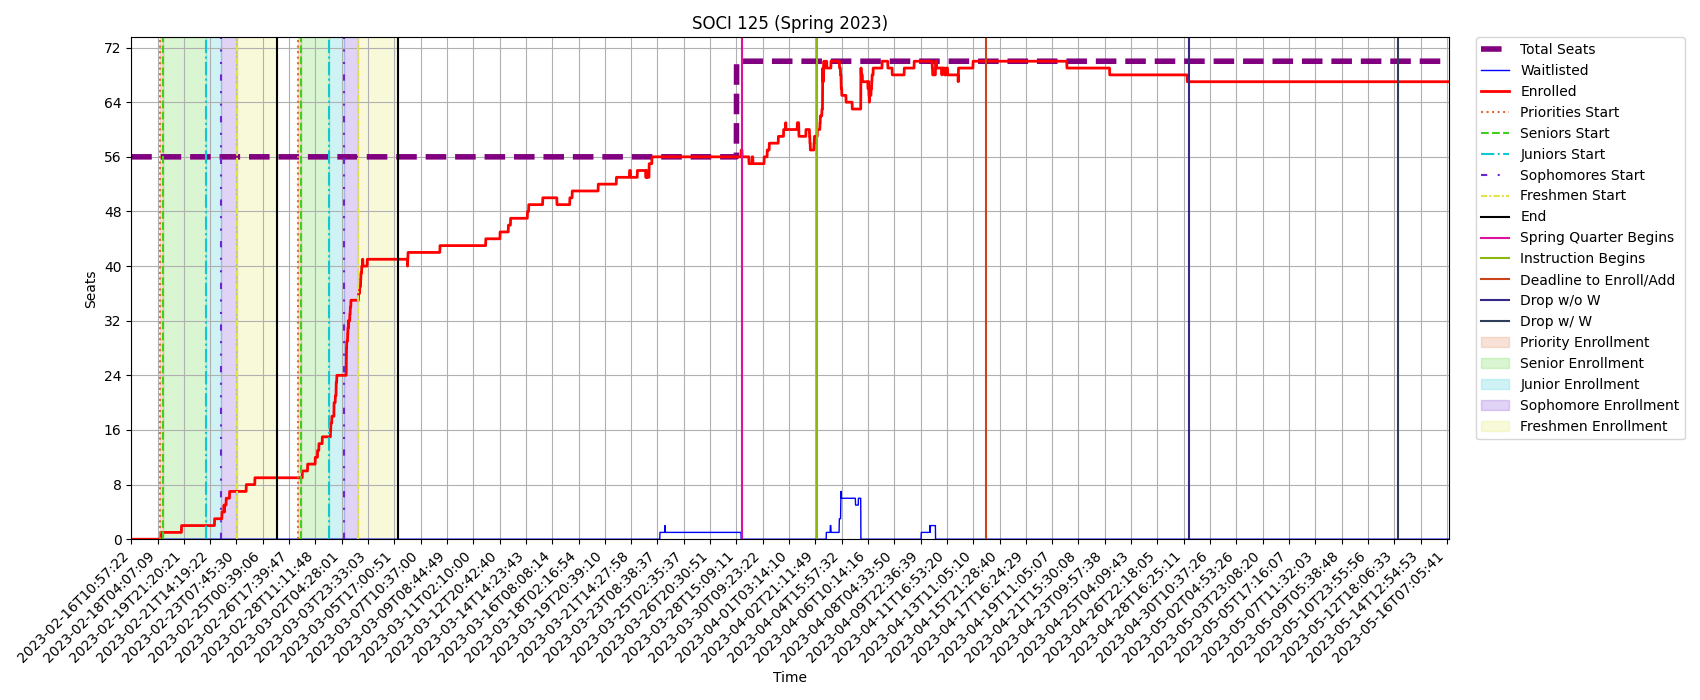 SOCI 125 (Spring 2023)
Seats
72
64
56
48
40
32
24
16
8
0
2023-02-16T10:57:22
2023-02-18T04:07:09
2023-02-19T21:20:21
2023-02-21T14:19:22
2023-02-23T07:45:30
2023-02-25T00:39:06
2023-02-26T17:39:47
2023-02-28T11:11:48
2023-03-02T04:28:01
2023-03-03T23:33:03
2023-03-05T17:00:51
2023-03-07T10:37:00
2023-03-09T08:44:49
2023-03-12T02:10:00
2023-03-12T20:42:40
2023-03-14T14:23:43
2023-03-16T08:08:14
2023-03-18T02:16:54
2023-03-19T20:39:10
2023-03-21T14:27:58
2023-03-23T08:38:37
2023-03-25T02:35:37
2023-03-26T20:30:51
2023-03-28T15:09:11
2023-03-30T09:23:22
2023-04-01T03:14:10
2023-04-02T21:11:49
2023-04-04T15:57:32
2023-04-06T10:14:16
2023-04-08T04:33:50
2023-04-09T22:36:39
2023-04-11T16:53:20
2023-04-13T11:05:10
2023-04-15T21:28:40
2023-04-17T16:24:29
2023-04-19T11:05:07
2023-04-21T15:30:08
2023-04-23T09:57:38
2023-04-25T04:09:43
2023-04-26T22:18:05
2023-04-28T16:25:11
2023-04-30T10:37:26
2023-05-02T04:53:26
2023-05-03T23:08:20
2023-05-05T17:16:07
2023-05-07T11:32:03
2023-05-09T05:38:48
2023-05-10T23:55:56
2023-05-12T18:06:33
2023-05-14T12:54:53
2023-05-16T07:05:41
Time
Total Seats
Waitlisted
Enrolled
Priorities Start
Seniors Start
Juniors Start
Sophomores Start
Freshmen Start
End
Spring Quarter Begins
Instruction Begins
Deadline to Enroll/Add
Drop w/o W
Drop w/ W
Priority Enrollment
Senior Enrollment
Junior Enrollment
Sophomore Enrollment
Freshmen Enrollment